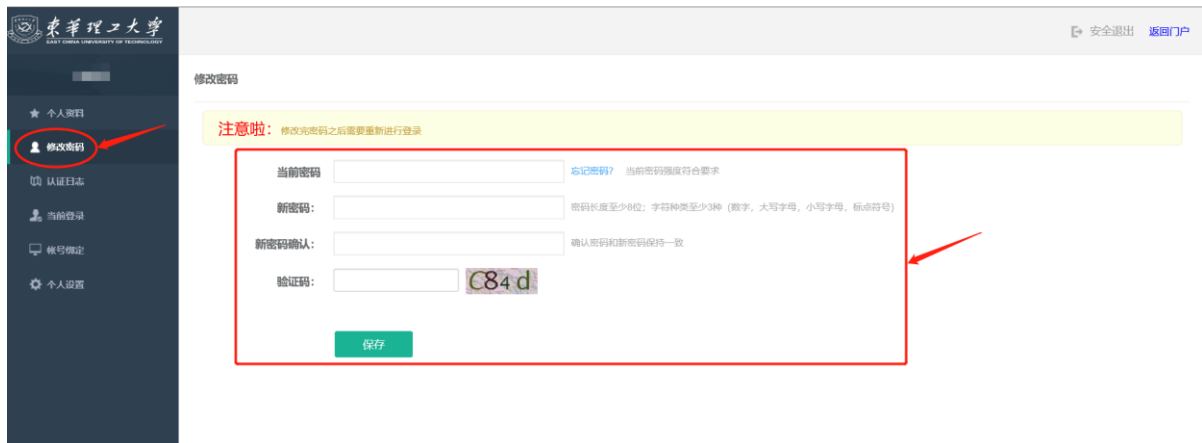 東華理工大學
EAST CHINA UNIVERSITY OF TECHNOLOGY
安全退出 返回门户
修改密码
个人资料
注意啦：修改完密码之后需要重新进行登录
修改密码
当前密码 忘记密码? 当前密码强度符合要求
认证日志
新密码: 密码长度至少8位; 字符种类至少3种 (数字, 大写字母, 小写字母, 标点符号)
当前登录
新密码确认: 确认密码和新密码保持一致
帐号绑定
验证码: C84d
个人设置
保存